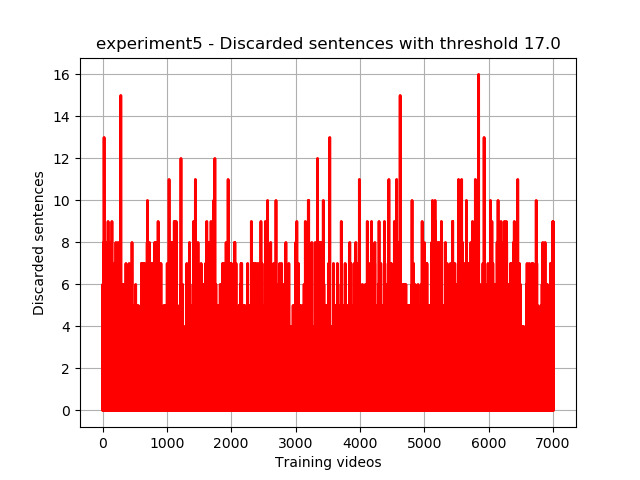 experiment5 - Discarded sentences with threshold 17.0
16
14
12
10
8
6
4
2
0
Discarded sentences
0 1000 2000 3000 4000 5000 6000 7000
Training videos